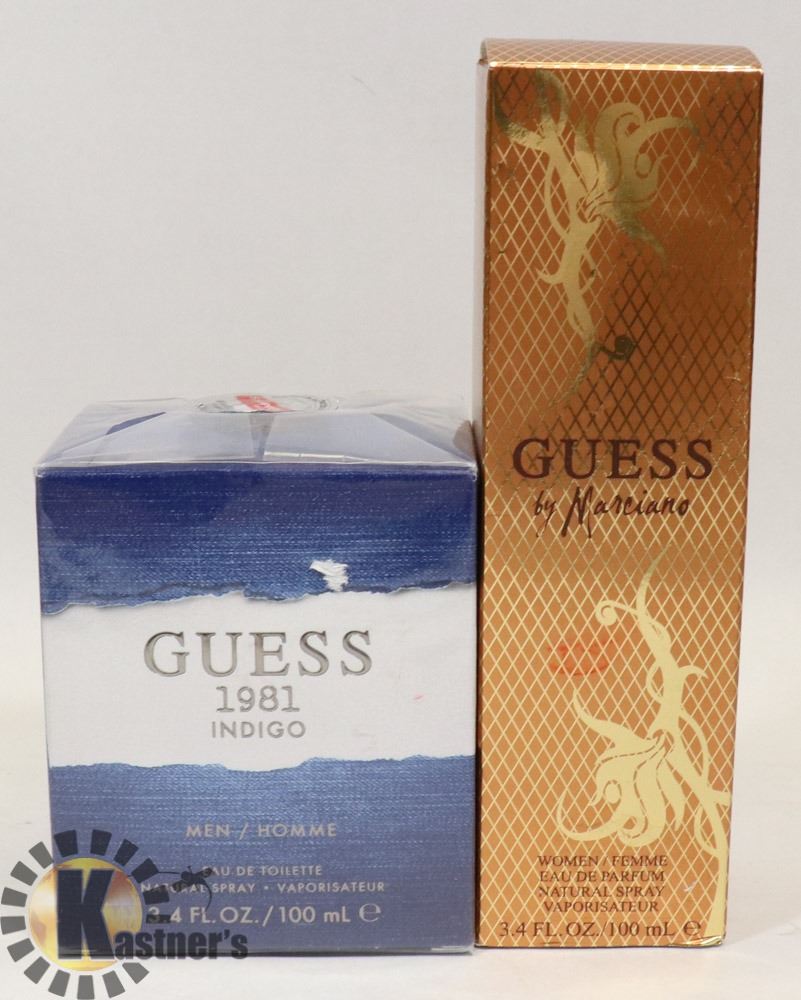 GUESS
1981
INDIGO
MEN / HOMME
EAU DE TOILETTE
NATURAL SPRAY • VAPORISATEUR
3.4 FL.OZ./100 mL ℮
GUESS
by Marciano
WOMEN / FEMME
EAU DE PARFUM
NATURAL SPRAY
VAPORISATEUR
3.4 FL.OZ./100 mL ℮
Kastner's